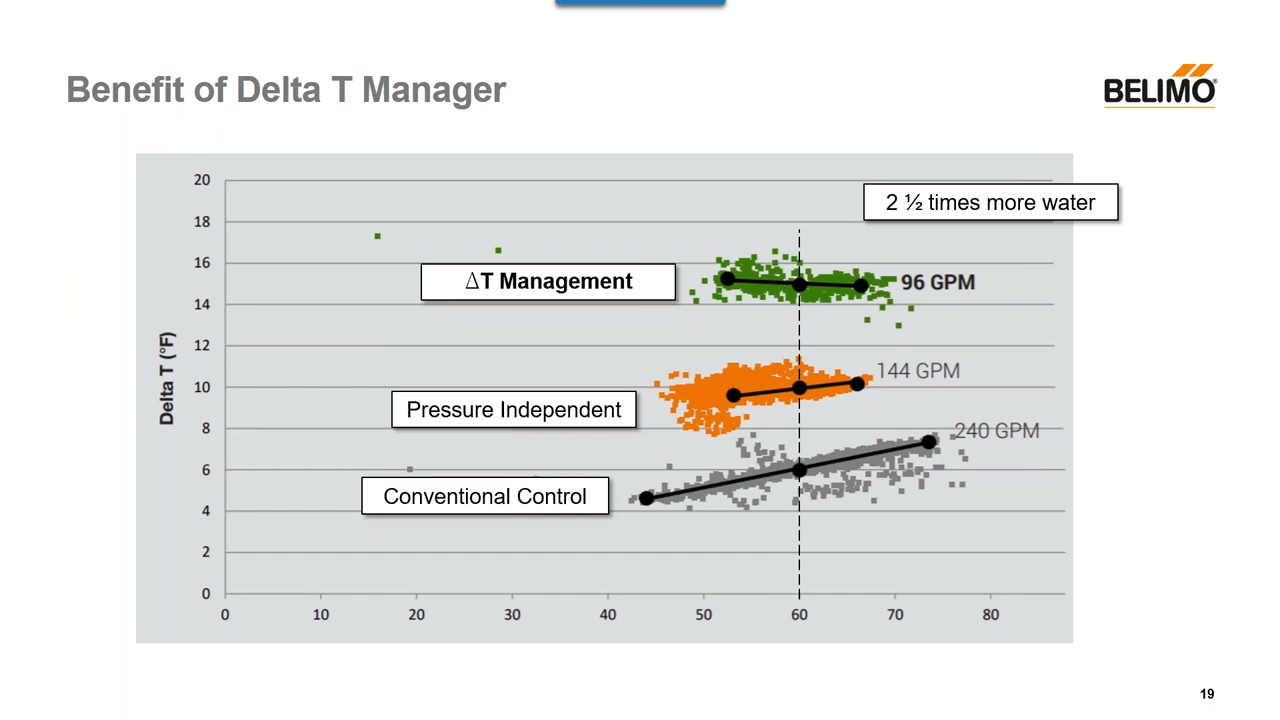 Benefit of Delta T Manager
BELIMO
20
2 ½ times more water
18
16
ΔT Management
96 GPM
14
12
Delta T (°F)
10
144 GPM
Pressure Independent
8
240 GPM
6
Conventional Control
4
2
0
0 10 20 30 40 50 60 70 80
19